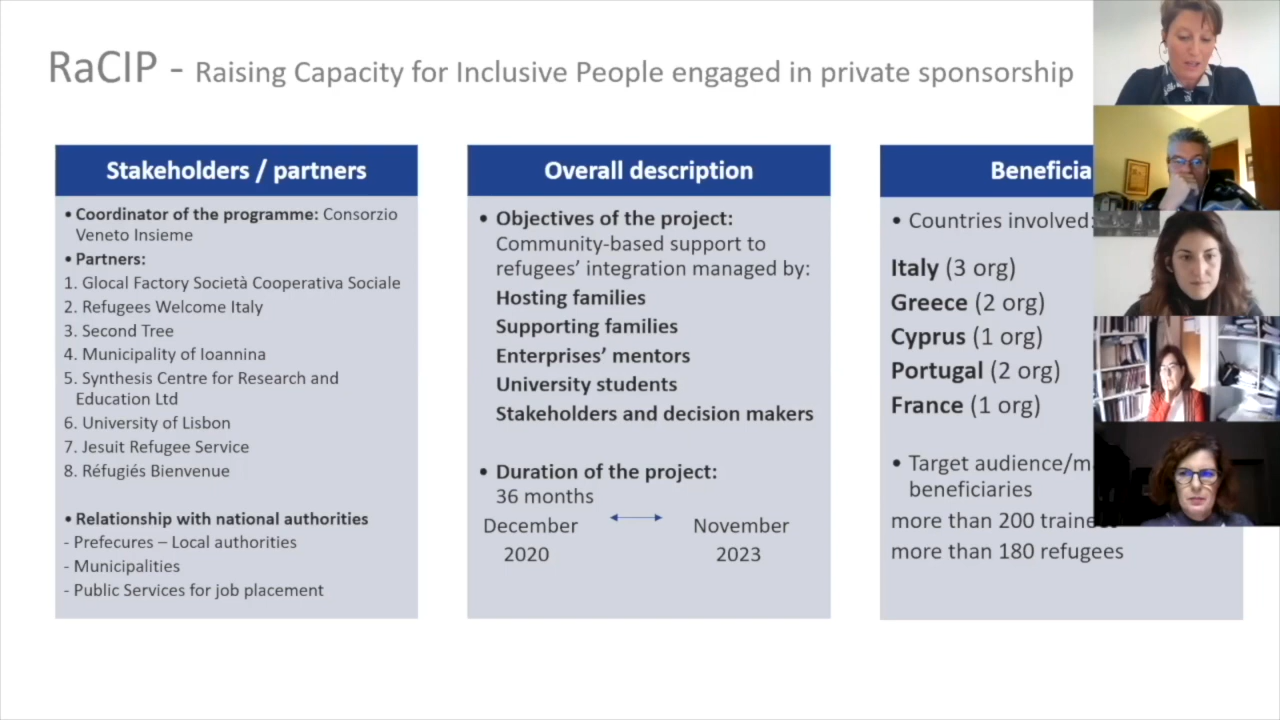 RaCIP - Raising Capacity for Inclusive People engaged in private sponsorship
Stakeholders / partners
• Coordinator of the programme: Consorzio
Veneto Insieme
• Partners:
1. Glocal Factory Società Cooperativa Sociale
2. Refugees Welcome Italy
3. Second Tree
4. Municipality of Ioannina
5. Synthesis Centre for Research and
Education Ltd
6. University of Lisbon
7. Jesuit Refugee Service
8. Réfugiés Bienvenue
• Relationship with national authorities
- Prefecures – Local authorities
- Municipalities
- Public Services for job placement
Overall description
• Objectives of the project:
Community-based support to
refugees’ integration managed by:
Hosting families
Supporting families
Enterprises’ mentors
University students
Stakeholders and decision makers
• Duration of the project:
36 months
December November
2020 2023
• Countries involved:
Italy (3 org)
Greece (2 org)
Cyprus (1 org)
Portugal (2 org)
France (1 org)
• Target
beneficiaries
more than 200
more than 180 refugees